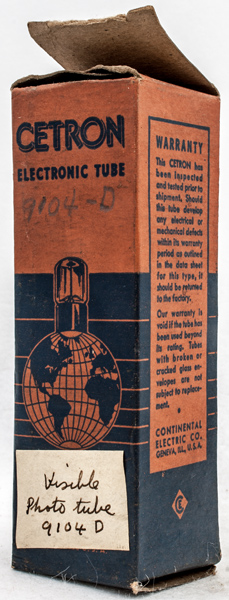 CETRON
ELECTRONIC TUBE
9104-D
Visible
Photo tube
9104 D
WARRANTY
This CETRON has
been inspected
and tested prior to
shipment. Should
this tube develop
any electrical or
mechanical defects
within its warranty
period as outlined
in the data sheet
for this type, it
should be returned
to the factory.
Our warranty is
void if the tube has
been used beyond
its rating. Tubes
with broken or
cracked glass en-
velopes are not
subject to replace-
ment.
CONTINENTAL
ELECTRIC CO.
GENEVA, ILL., U.S.A.